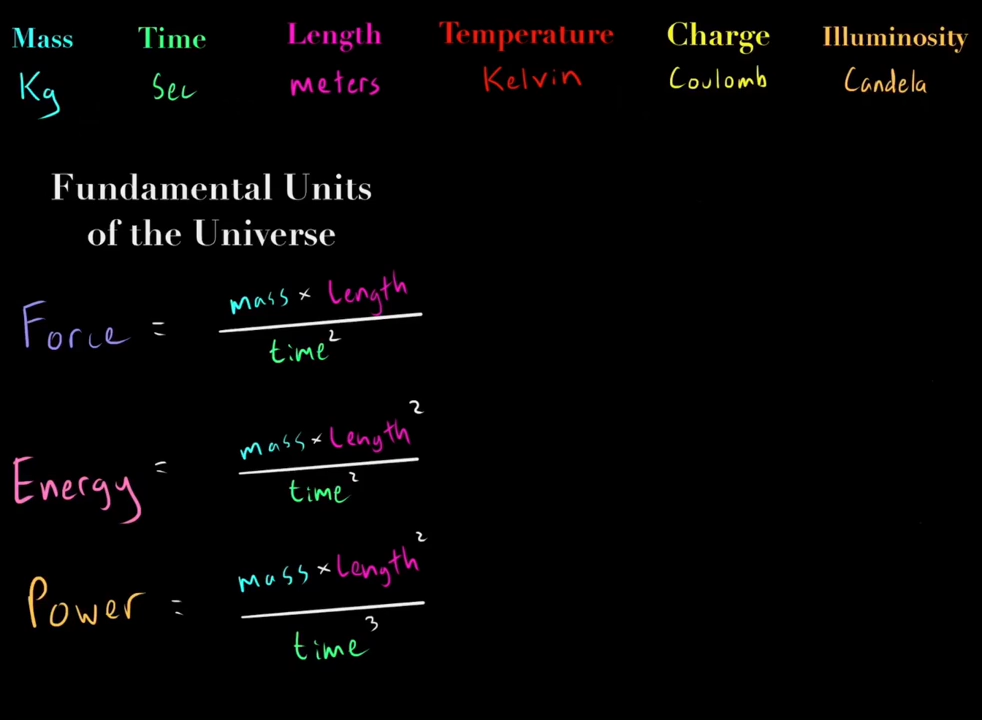 Mass Time Length Temperature Charge Illuminosity
Kg Sec meters Kelvin Coulomb Candela
Fundamental Units
of the Universe
Force = mass × Length
time²
Energy = mass × Length²
time²
Power = mass × Length²
time³